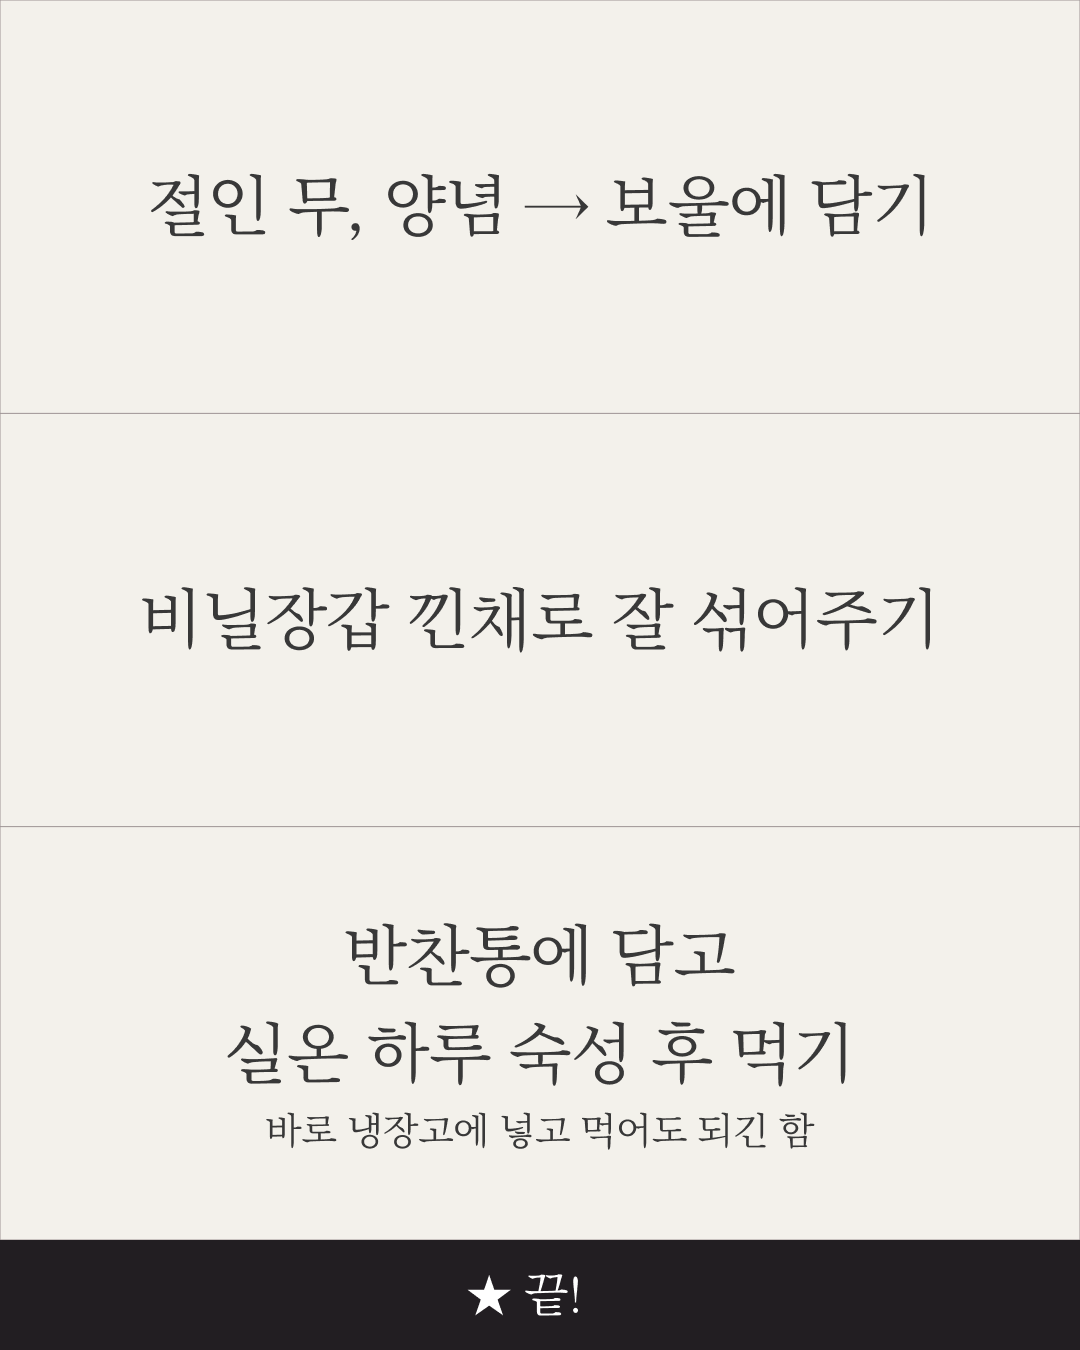 절인 무, 양념 → 보울에 담기
비닐장갑 낀채로 잘 섞어주기
반찬통에 담고
실온 하루 숙성 후 먹기
바로 냉장고에 넣고 먹어도 되긴 함
★ 끝!